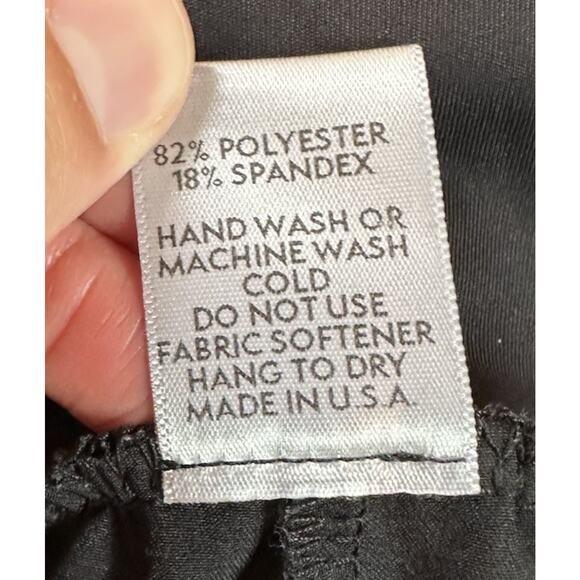 82% POLYESTER
18% SPANDEX
HAND WASH OR
MACHINE WASH
COLD
DO NOT USE
FABRIC SOFTENER
HANG TO DRY
MADE IN U.S.A.